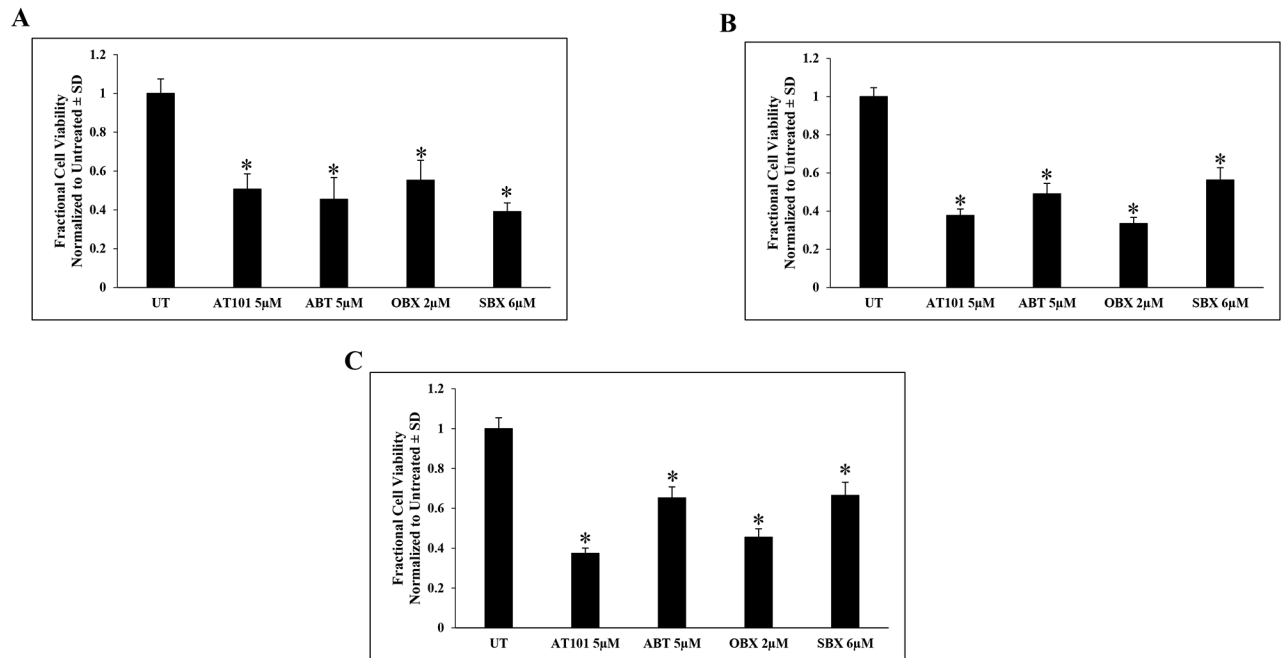 A
Fractional Cell Viability
Normalized to Untreated ± SD
1.2
1
0.8
0.6
0.4
0.2
0
*
*
*
*
UT
AT101 5µM
ABT 5µM
OBX 2µM
SBX 6µM
B
Fractional Cell Viability
Normalized to Untreated ± SD
1.2
1
0.8
0.6
0.4
0.2
0
*
*
*
*
UT
AT101 5µM
ABT 5µM
OBX 2µM
SBX 6µM
C
Fractional Cell Viability
Normalized to Untreated ± SD
1.2
1
0.8
0.6
0.4
0.2
0
*
*
*
*
UT
AT101 5µM
ABT 5µM
OBX 2µM
SBX 6µM